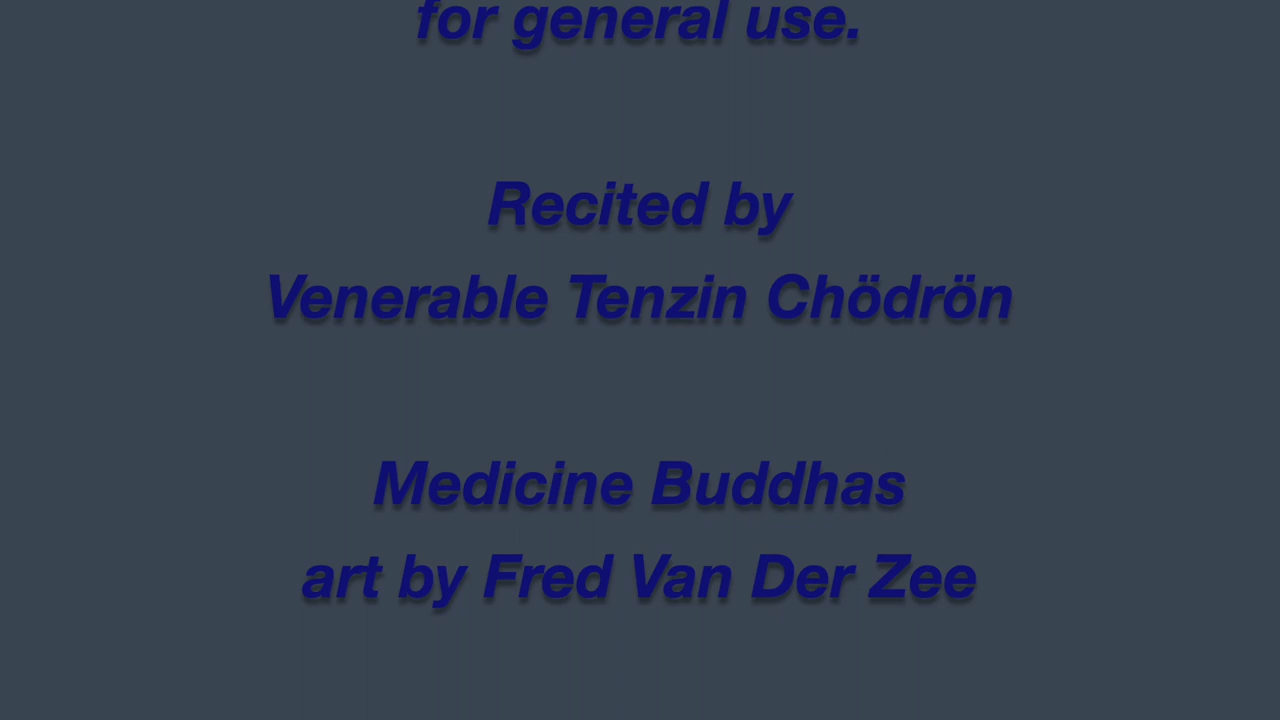 for general use.
Recited by
Venerable Tenzin Chödrön
Medicine Buddhas
art by Fred Van Der Zee